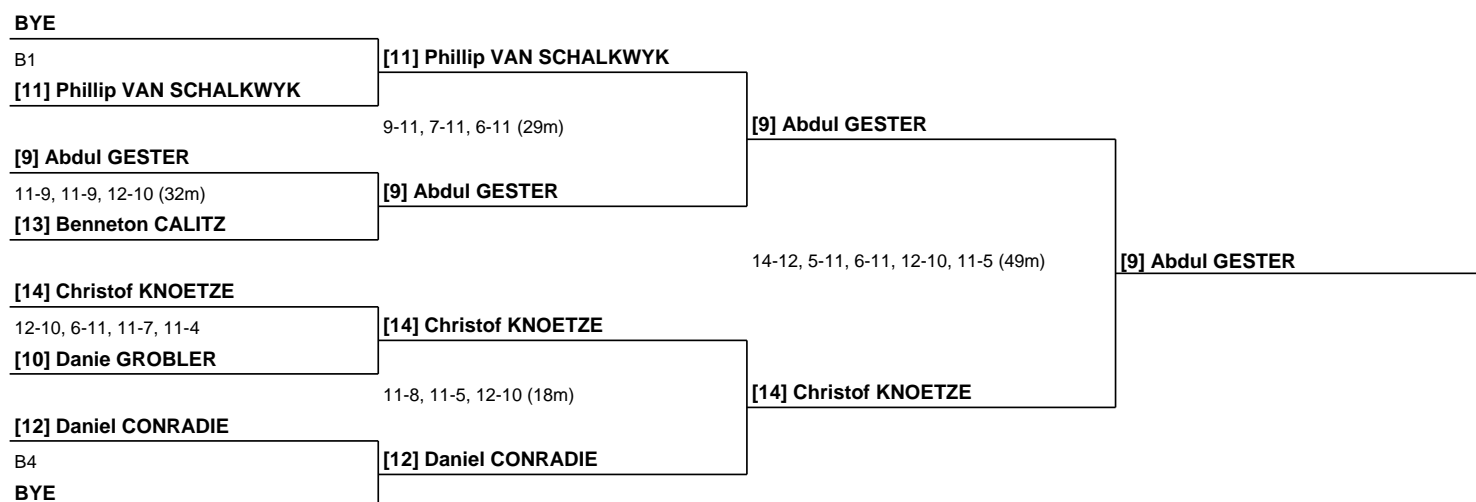 BYE
B1
[11] Phillip VAN SCHALKWYK
[11] Phillip VAN SCHALKWYK
9-11, 7-11, 6-11 (29m)
[9] Abdul GESTER
[9] Abdul GESTER
11-9, 11-9, 12-10 (32m)
[9] Abdul GESTER
[13] Benneton CALITZ
14-12, 5-11, 6-11, 12-10, 11-5 (49m)
[9] Abdul GESTER
[14] Christof KNOETZE
12-10, 6-11, 11-7, 11-4
[14] Christof KNOETZE
[10] Danie GROBLER
11-8, 11-5, 12-10 (18m)
[14] Christof KNOETZE
[12] Daniel CONRADIE
B4
[12] Daniel CONRADIE
BYE